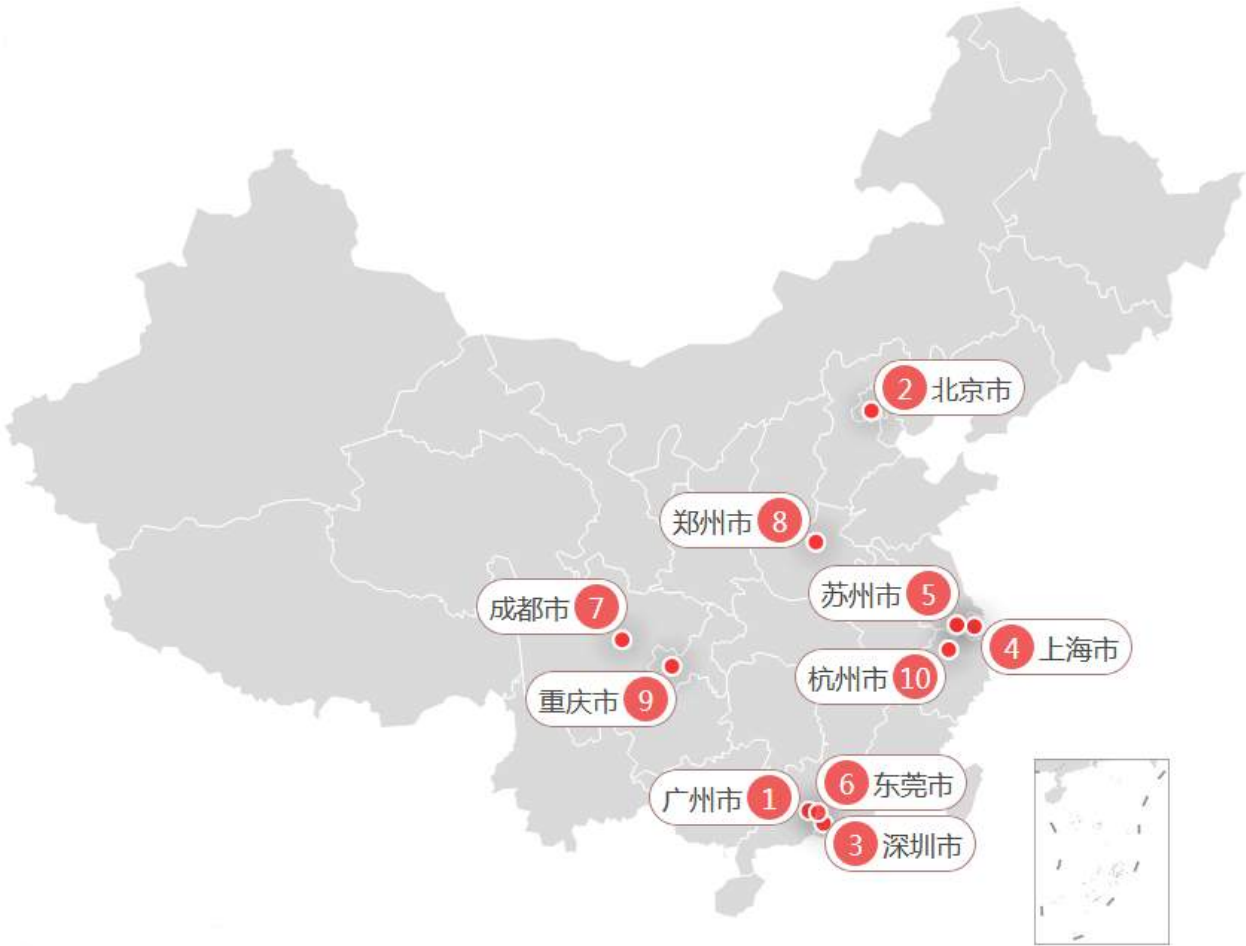 2 北京市
郑州市 8
苏州市 5
成都市 7
4 上海市
杭州市 10
重庆市 9
6 东莞市
广州市 1
3 深圳市